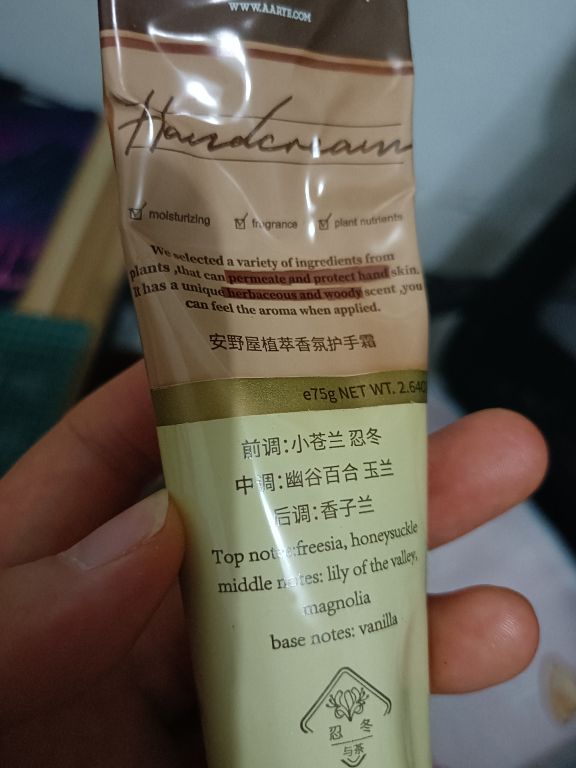 WWW.AARYE.COM
Handcream
moisturizing fragrance plant nutrients
We selected a variety of ingredients from
plants ,that can permeate and protect hand skin.
It has a unique herbaceous and woody scent ,you
can feel the aroma when applied.
安野屋植萃香氛护手霜
e75g NET WT. 2.64O
前调:小苍兰 忍冬
中调:幽谷百合 玉兰
后调:香子兰
Top note:freesia, honeysuckle
middle notes: lily of the valley,
magnolia
base notes: vanilla
忍 冬
与茶